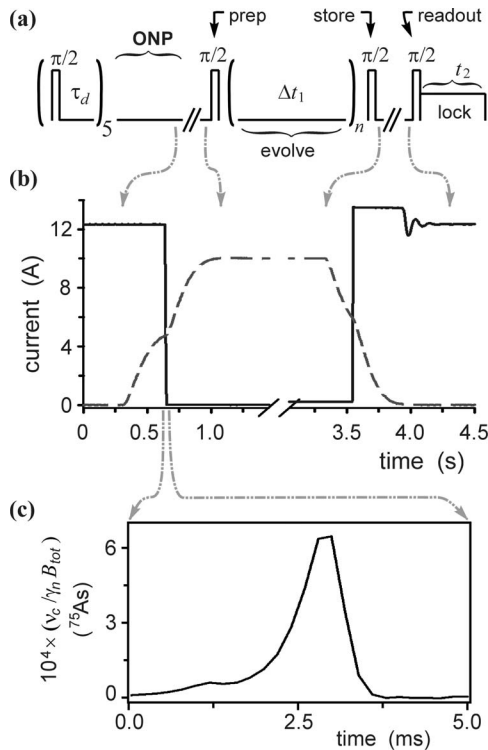 (a)
prep
store
readout
π/2
ONP
π/2
π/2
π/2
τd
Δt1
t2
5
n
lock
evolve
(b)
current (A)
12
8
4
0
0
0.5
1.0
3.5
4.0
4.5
time (s)
(c)
10⁴ × (νc /γn Btot)
(⁷⁵As)
6
3
0
0.0
2.5
5.0
time (ms)